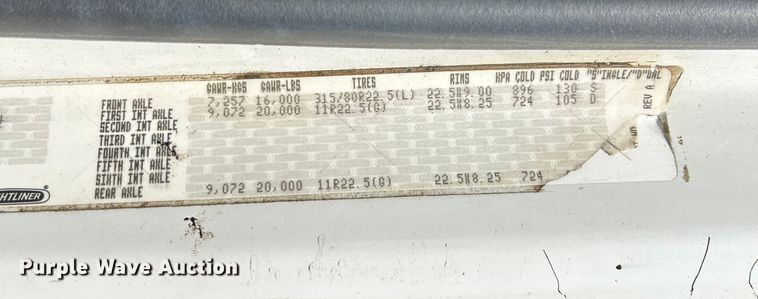 GAWR-KGS GAWR-LBS TIRES RIMS KPA COLD PSI COLD "S"INGLE/"D"UAL
FRONT AXLE 7,257 16,000 315/80R22.5(L) 22.5X9.00 896 130 S
FIRST INT AXLE 9,072 20,000 11R22.5(G) 22.5X8.25 724 105 D
SECOND INT AXLE
THIRD INT AXLE
FOURTH INT AXLE
FIFTH INT AXLE
SIXTH INT AXLE
REAR AXLE 9,072 20,000 11R22.5(G) 22.5X8.25 724
REV A
HTLINER
Purple Wave Auction